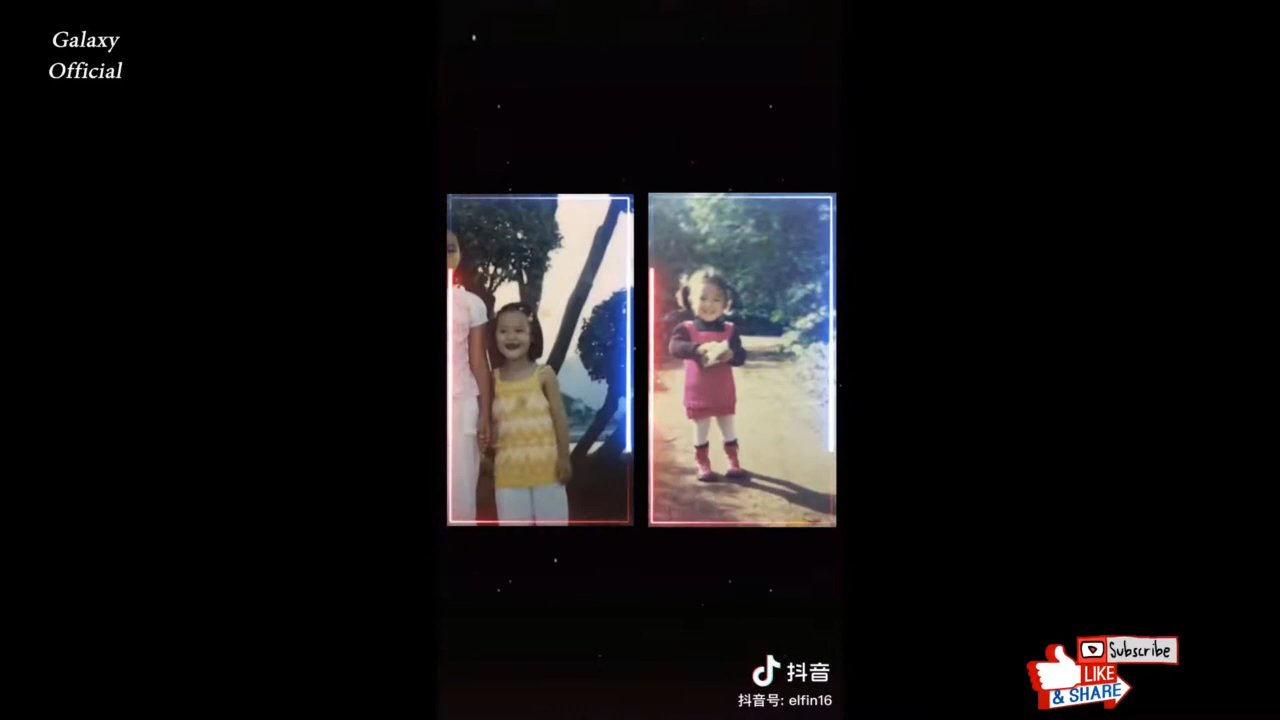 Galaxy
Official
抖音
抖音号: elfin16
Subscribe
LIKE
& SHARE